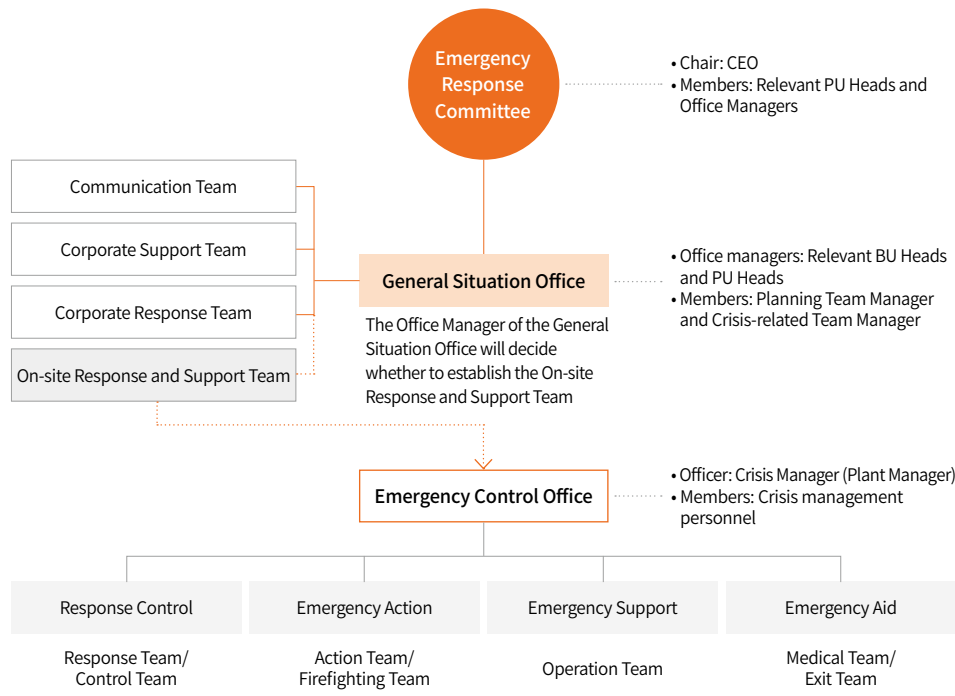 Emergency
Response
Committee
• Chair: CEO
• Members: Relevant PU Heads and
Office Managers
Communication Team
Corporate Support Team
Corporate Response Team
On-site Response and Support Team
General Situation Office
The Office Manager of the General
Situation Office will decide
whether to establish the On-site
Response and Support Team
• Office managers: Relevant BU Heads
and PU Heads
• Members: Planning Team Manager
and Crisis-related Team Manager
Emergency Control Office
• Officer: Crisis Manager (Plant Manager)
• Members: Crisis management
personnel
Response Control
Response Team/
Control Team
Emergency Action
Action Team/
Firefighting Team
Emergency Support
Operation Team
Emergency Aid
Medical Team/
Exit Team